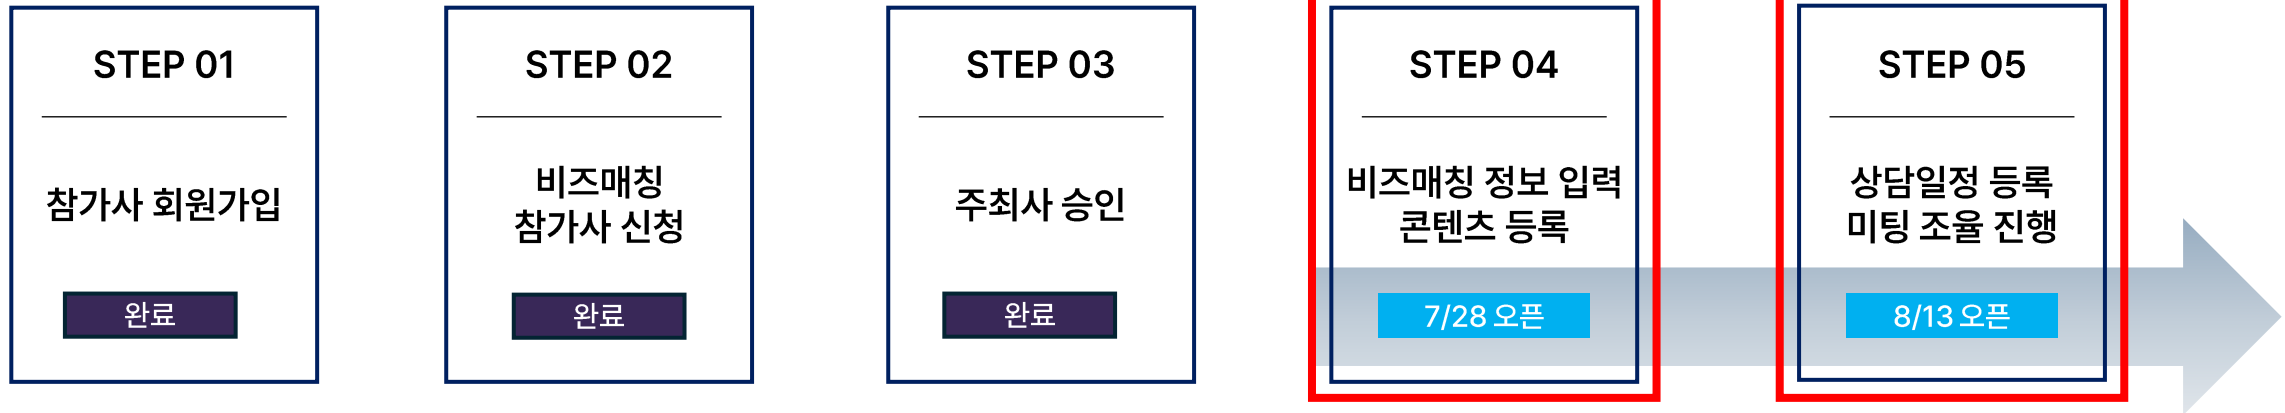 STEP 01
참가사 회원가입
완료
STEP 02
비즈매칭
참가사 신청
완료
STEP 03
주최사 승인
완료
STEP 04
비즈매칭 정보 입력
콘텐츠 등록
7/28 오픈
STEP 05
상담일정 등록
미팅 조율 진행
8/13 오픈